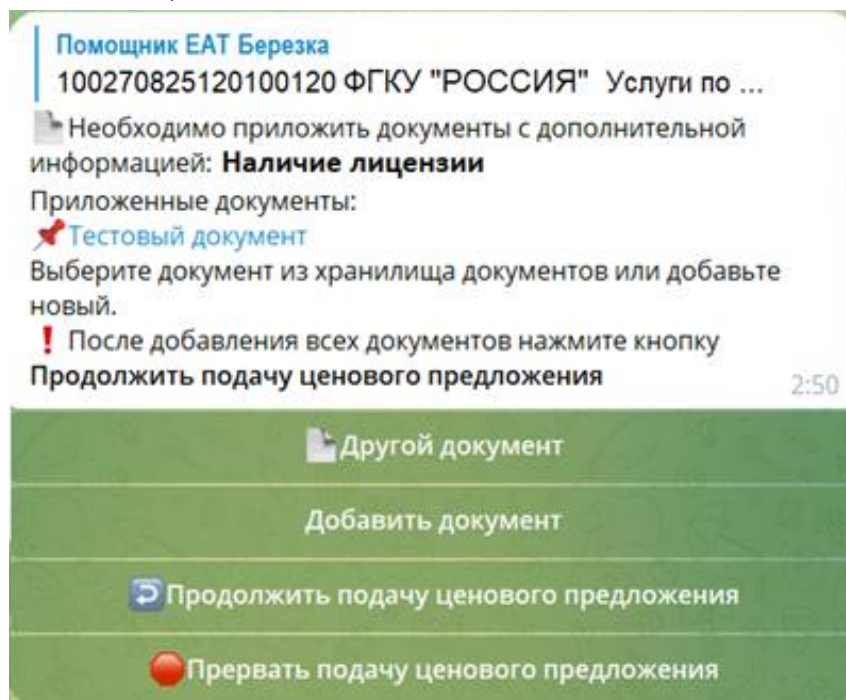 Помощник ЕАТ Березка
100270825120100120 ФГКУ "РОССИЯ" Услуги по ...
Необходимо приложить документы с дополнительной
информацией: Наличие лицензии
Приложенные документы:
Тестовый документ
Выберите документ из хранилища документов или добавьте
новый.
❗ После добавления всех документов нажмите кнопку
Продолжить подачу ценового предложения
2:50
Другой документ
Добавить документ
Продолжить подачу ценового предложения
Прервать подачу ценового предложения